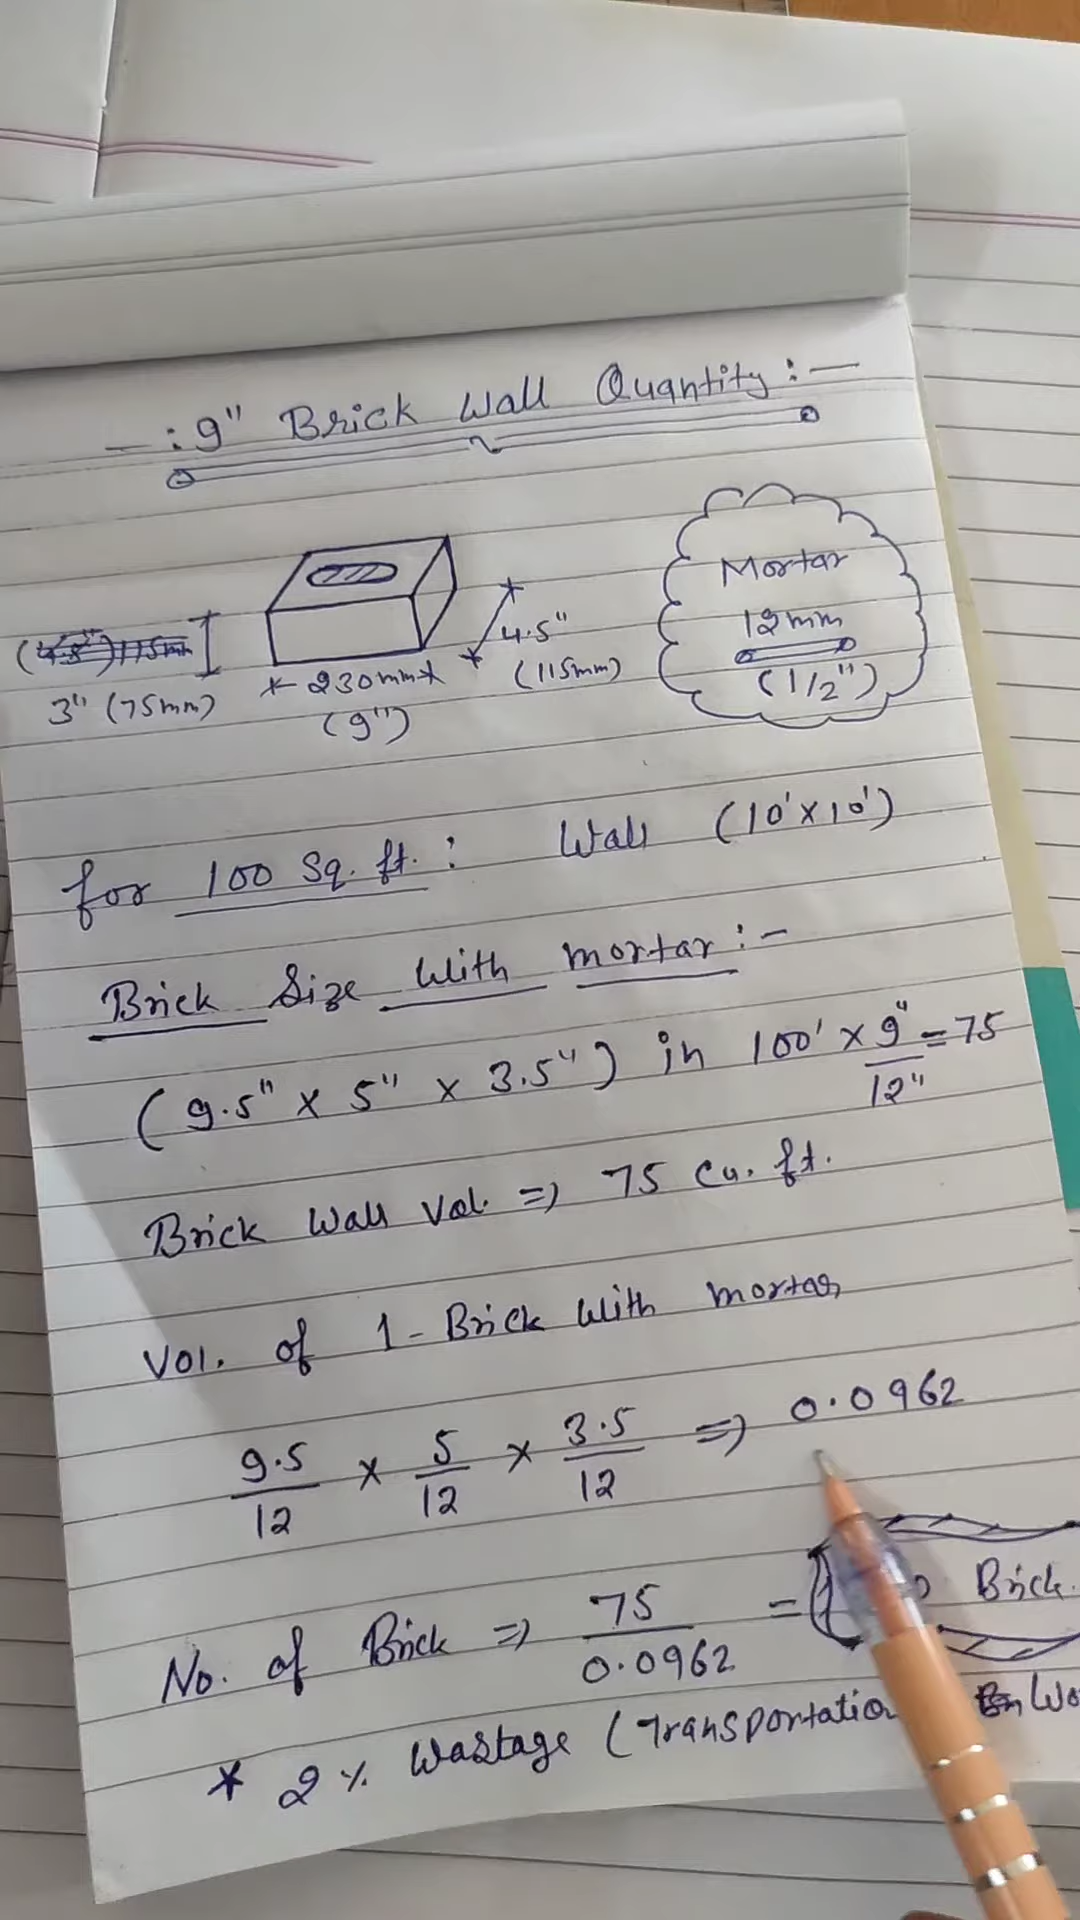 —: 9" Brick Wall Quantity :—
Mortar
12mm
(1/2")
4.5"
(115mm)
3" (75mm)
230mm
(9")
for 100 Sq. ft. : Wall (10'x10')
Brick Size With mortar :-
(9.5" x 5" x 3.5") in 100' x 9"/12" = 75
Brick Wall Vol. => 75 Cu. ft.
Vol. of 1-Brick With mortar
9.5/12 x 5/12 x 3.5/12 => 0.0962
No. of Brick => 75/0.0962 = Brick.
* 2% Wastage (Transportation